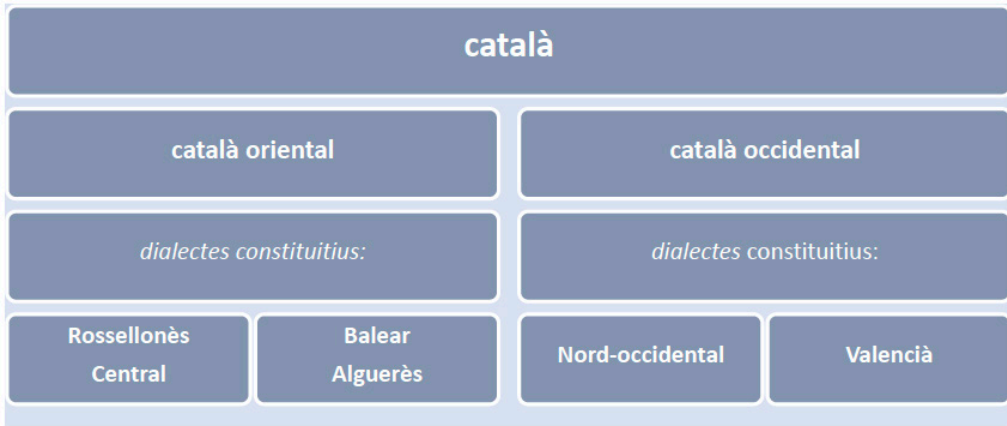 català
català oriental
català occidental
dialectes constituitius:
dialectes constituitius:
Rossellonès
Central
Balear
Alguerès
Nord-occidental
Valencià